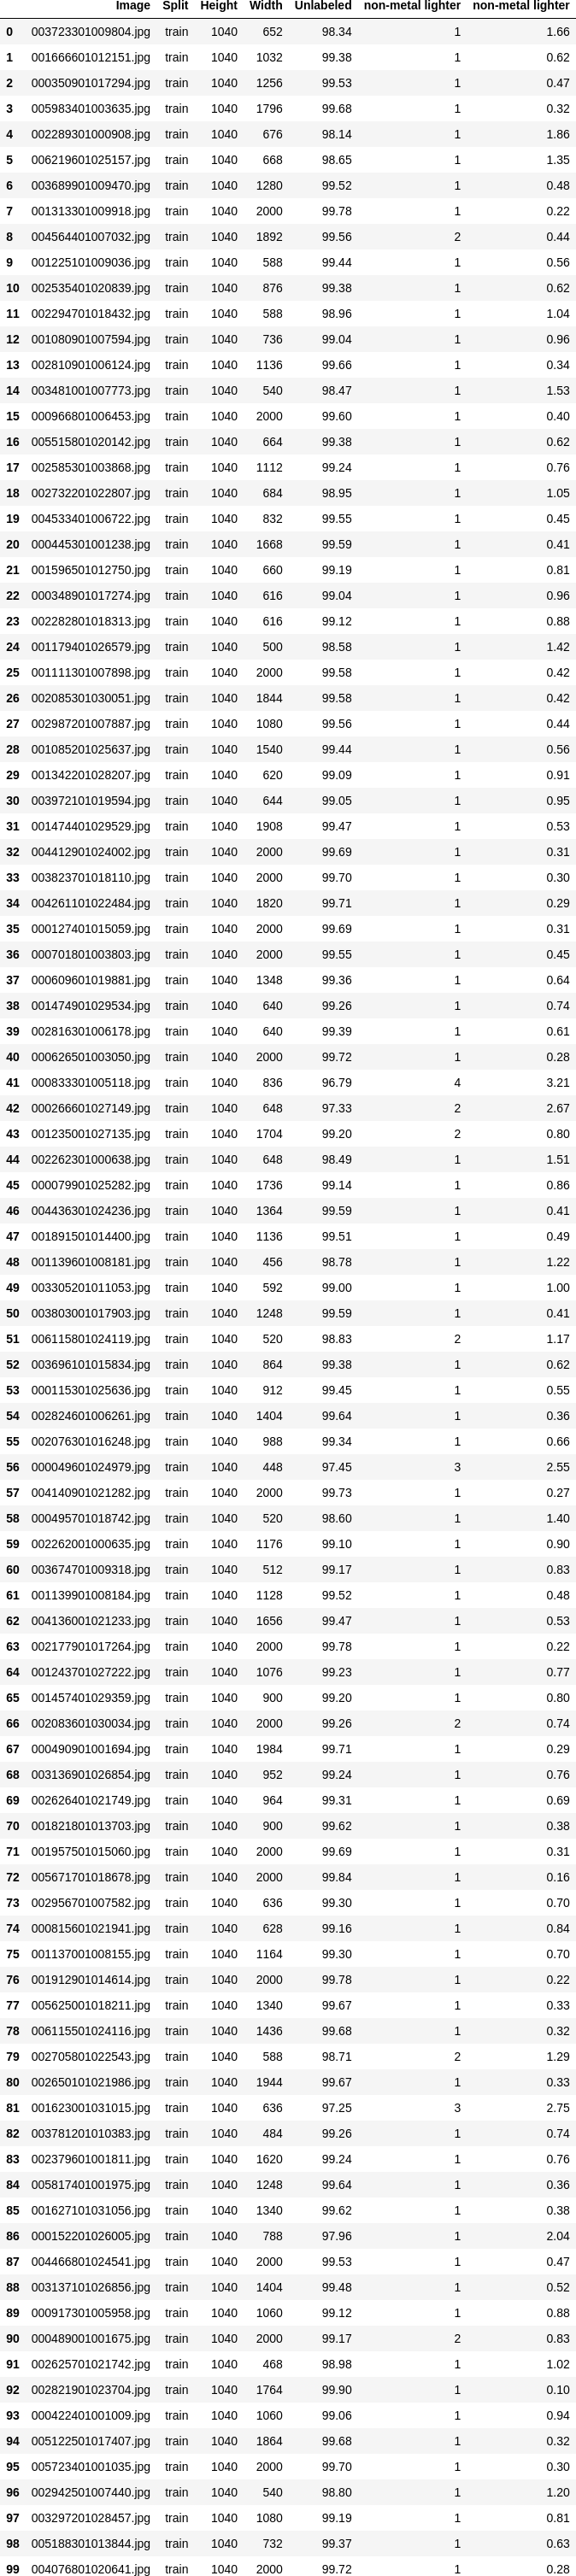 Image Split Height Width Unlabeled non-metal lighter non-metal lighter
0 003723301009804.jpg train 1040 652 98.34 1 1.66
1 001666601012151.jpg train 1040 1032 99.38 1 0.62
2 000350901017294.jpg train 1040 1256 99.53 1 0.47
3 005983401003635.jpg train 1040 1796 99.68 1 0.32
4 002289301000908.jpg train 1040 676 98.14 1 1.86
5 006219601025157.jpg train 1040 668 98.65 1 1.35
6 003689901009470.jpg train 1040 1280 99.52 1 0.48
7 001313301009918.jpg train 1040 2000 99.78 1 0.22
8 004564401007032.jpg train 1040 1892 99.56 2 0.44
9 001225101009036.jpg train 1040 588 99.44 1 0.56
10 002535401020839.jpg train 1040 876 99.38 1 0.62
11 002294701018432.jpg train 1040 588 98.96 1 1.04
12 001080901007594.jpg train 1040 736 99.04 1 0.96
13 002810901006124.jpg train 1040 1136 99.66 1 0.34
14 003481001007773.jpg train 1040 540 98.47 1 1.53
15 000966801006453.jpg train 1040 2000 99.60 1 0.40
16 005515801020142.jpg train 1040 664 99.38 1 0.62
17 002585301003868.jpg train 1040 1112 99.24 1 0.76
18 002732201022807.jpg train 1040 684 98.95 1 1.05
19 004533401006722.jpg train 1040 832 99.55 1 0.45
20 000445301001238.jpg train 1040 1668 99.59 1 0.41
21 001596501012750.jpg train 1040 660 99.19 1 0.81
22 000348901017274.jpg train 1040 616 99.04 1 0.96
23 002282801018313.jpg train 1040 616 99.12 1 0.88
24 001179401026579.jpg train 1040 500 98.58 1 1.42
25 001111301007898.jpg train 1040 2000 99.58 1 0.42
26 002085301030051.jpg train 1040 1844 99.58 1 0.42
27 002987201007887.jpg train 1040 1080 99.56 1 0.44
28 001085201025637.jpg train 1040 1540 99.44 1 0.56
29 001342201028207.jpg train 1040 620 99.09 1 0.91
30 003972101019594.jpg train 1040 644 99.05 1 0.95
31 001474401029529.jpg train 1040 1908 99.47 1 0.53
32 004412901024002.jpg train 1040 2000 99.69 1 0.31
33 003823701018110.jpg train 1040 2000 99.70 1 0.30
34 004261101022484.jpg train 1040 1820 99.71 1 0.29
35 000127401015059.jpg train 1040 2000 99.69 1 0.31
36 000701801003803.jpg train 1040 2000 99.55 1 0.45
37 000609601019881.jpg train 1040 1348 99.36 1 0.64
38 001474901029534.jpg train 1040 640 99.26 1 0.74
39 002816301006178.jpg train 1040 640 99.39 1 0.61
40 000626501003050.jpg train 1040 2000 99.72 1 0.28
41 000833301005118.jpg train 1040 836 96.79 4 3.21
42 000266601027149.jpg train 1040 648 97.33 2 2.67
43 001235001027135.jpg train 1040 1704 99.20 2 0.80
44 002262301000638.jpg train 1040 648 98.49 1 1.51
45 000079901025282.jpg train 1040 1736 99.14 1 0.86
46 004436301024236.jpg train 1040 1364 99.59 1 0.41
47 001891501014400.jpg train 1040 1136 99.51 1 0.49
48 001139601008181.jpg train 1040 456 98.78 1 1.22
49 003305201011053.jpg train 1040 592 99.00 1 1.00
50 003803001017903.jpg train 1040 1248 99.59 1 0.41
51 006115801024119.jpg train 1040 520 98.83 2 1.17
52 003696101015834.jpg train 1040 864 99.38 1 0.62
53 000115301025636.jpg train 1040 912 99.45 1 0.55
54 002824601006261.jpg train 1040 1404 99.64 1 0.36
55 002076301016248.jpg train 1040 988 99.34 1 0.66
56 000049601024979.jpg train 1040 448 97.45 3 2.55
57 004140901021282.jpg train 1040 2000 99.73 1 0.27
58 000495701018742.jpg train 1040 520 98.60 1 1.40
59 002262001000635.jpg train 1040 1176 99.10 1 0.90
60 003674701009318.jpg train 1040 512 99.17 1 0.83
61 001139901008184.jpg train 1040 1128 99.52 1 0.48
62 004136001021233.jpg train 1040 1656 99.47 1 0.53
63 002177901017264.jpg train 1040 2000 99.78 1 0.22
64 001243701027222.jpg train 1040 1076 99.23 1 0.77
65 001457401029359.jpg train 1040 900 99.20 1 0.80
66 002083601030034.jpg train 1040 2000 99.26 2 0.74
67 000490901001694.jpg train 1040 1984 99.71 1 0.29
68 003136901026854.jpg train 1040 952 99.24 1 0.76
69 002626401021749.jpg train 1040 964 99.31 1 0.69
70 001821801013703.jpg train 1040 900 99.62 1 0.38
71 001957501015060.jpg train 1040 2000 99.69 1 0.31
72 005671701018678.jpg train 1040 2000 99.84 1 0.16
73 002956701007582.jpg train 1040 636 99.30 1 0.70
74 000815601021941.jpg train 1040 628 99.16 1 0.84
75 001137001008155.jpg train 1040 1164 99.30 1 0.70
76 001912901014614.jpg train 1040 2000 99.78 1 0.22
77 005625001018211.jpg train 1040 1340 99.67 1 0.33
78 006115501024116.jpg train 1040 1436 99.68 1 0.32
79 002705801022543.jpg train 1040 588 98.71 2 1.29
80 002650101021986.jpg train 1040 1944 99.67 1 0.33
81 001623001031015.jpg train 1040 636 97.25 3 2.75
82 003781201010383.jpg train 1040 484 99.26 1 0.74
83 002379601001811.jpg train 1040 1620 99.24 1 0.76
84 005817401001975.jpg train 1040 1248 99.64 1 0.36
85 001627101031056.jpg train 1040 1340 99.62 1 0.38
86 000152201026005.jpg train 1040 788 97.96 1 2.04
87 004466801024541.jpg train 1040 2000 99.53 1 0.47
88 003137101026856.jpg train 1040 1404 99.48 1 0.52
89 000917301005958.jpg train 1040 1060 99.12 1 0.88
90 000489001001675.jpg train 1040 2000 99.17 2 0.83
91 002625701021742.jpg train 1040 468 98.98 1 1.02
92 002821901023704.jpg train 1040 1764 99.90 1 0.10
93 000422401001009.jpg train 1040 1060 99.06 1 0.94
94 005122501017407.jpg train 1040 1864 99.68 1 0.32
95 005723401001035.jpg train 1040 2000 99.70 1 0.30
96 002942501007440.jpg train 1040 540 98.80 1 1.20
97 003297201028457.jpg train 1040 1080 99.19 1 0.81
98 005188301013844.jpg train 1040 732 99.37 1 0.63
99 004076801020641.jpg train 1040 2000 99.72 1 0.28